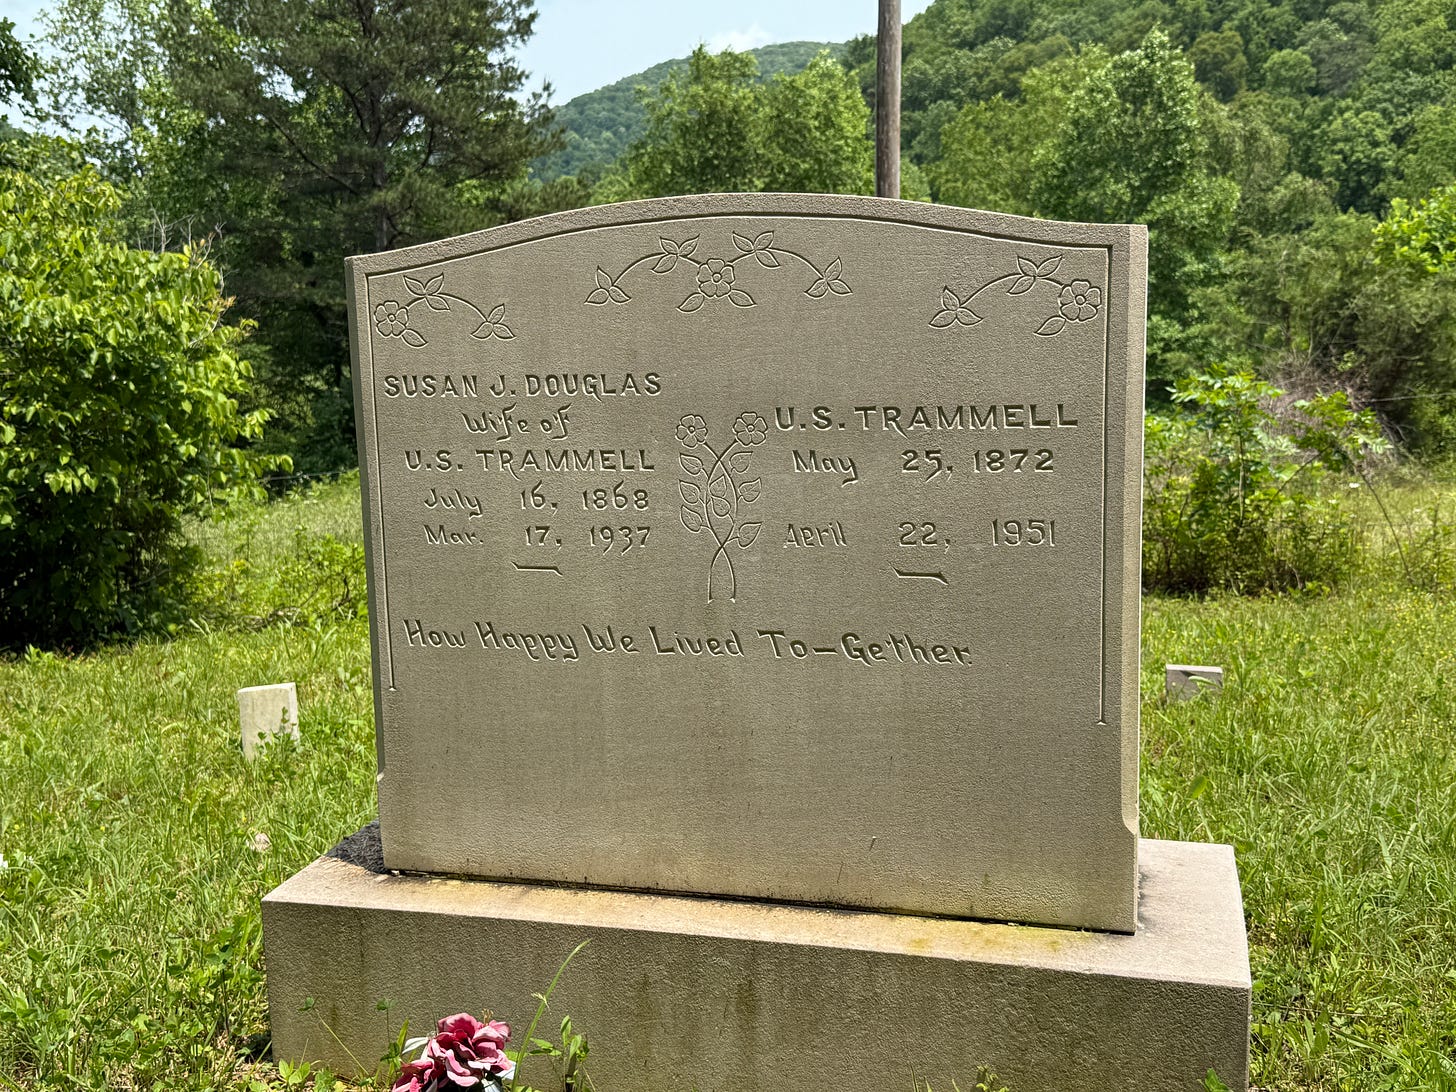 SUSAN J. DOUGLAS
Wife of
U.S. TRAMMELL
July 16, 1868
Mar. 17, 1937
U.S. TRAMMELL
May 25, 1872
April 22, 1951
How Happy We Lived To-Gether.